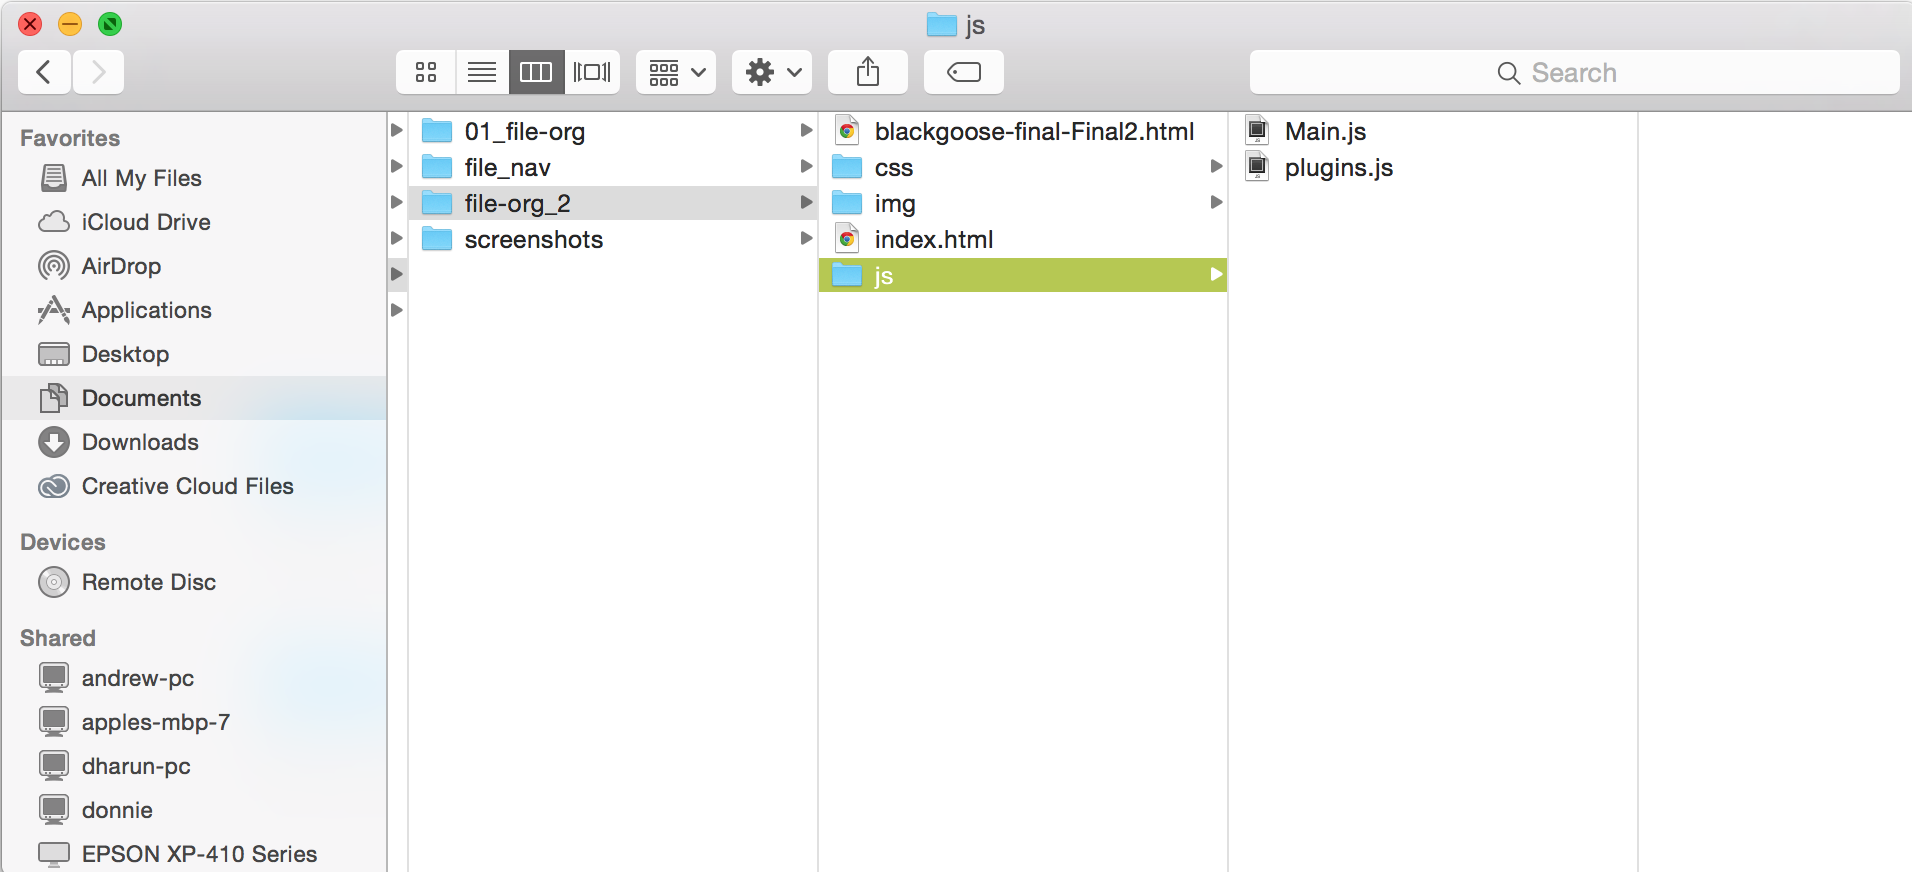 js
Search
Favorites
All My Files
iCloud Drive
AirDrop
Applications
Desktop
Documents
Downloads
Creative Cloud Files
Devices
Remote Disc
Shared
andrew-pc
apples-mbp-7
dharun-pc
donnie
EPSON XP-410 Series
01_file-org
file_nav
file-org_2
screenshots
blackgoose-final-Final2.html
css
img
index.html
js
Main.js
plugins.js